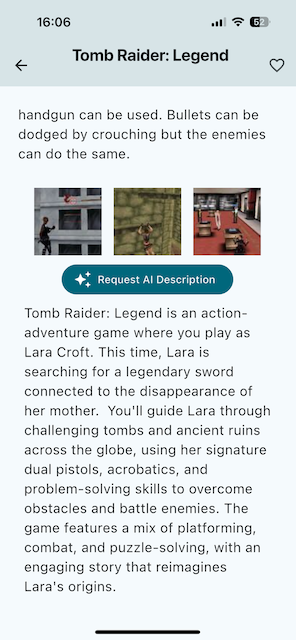 16:06
62
Tomb Raider: Legend
handgun can be used. Bullets can be
dodged by crouching but the enemies
can do the same.
Request AI Description
Tomb Raider: Legend is an action-
adventure game where you play as
Lara Croft. This time, Lara is
searching for a legendary sword
connected to the disappearance of
her mother.  You'll guide Lara through
challenging tombs and ancient ruins
across the globe, using her signature
dual pistols, acrobatics, and
problem-solving skills to overcome
obstacles and battle enemies. The
game features a mix of platforming,
combat, and puzzle-solving, with an
engaging story that reimagines
Lara's origins.